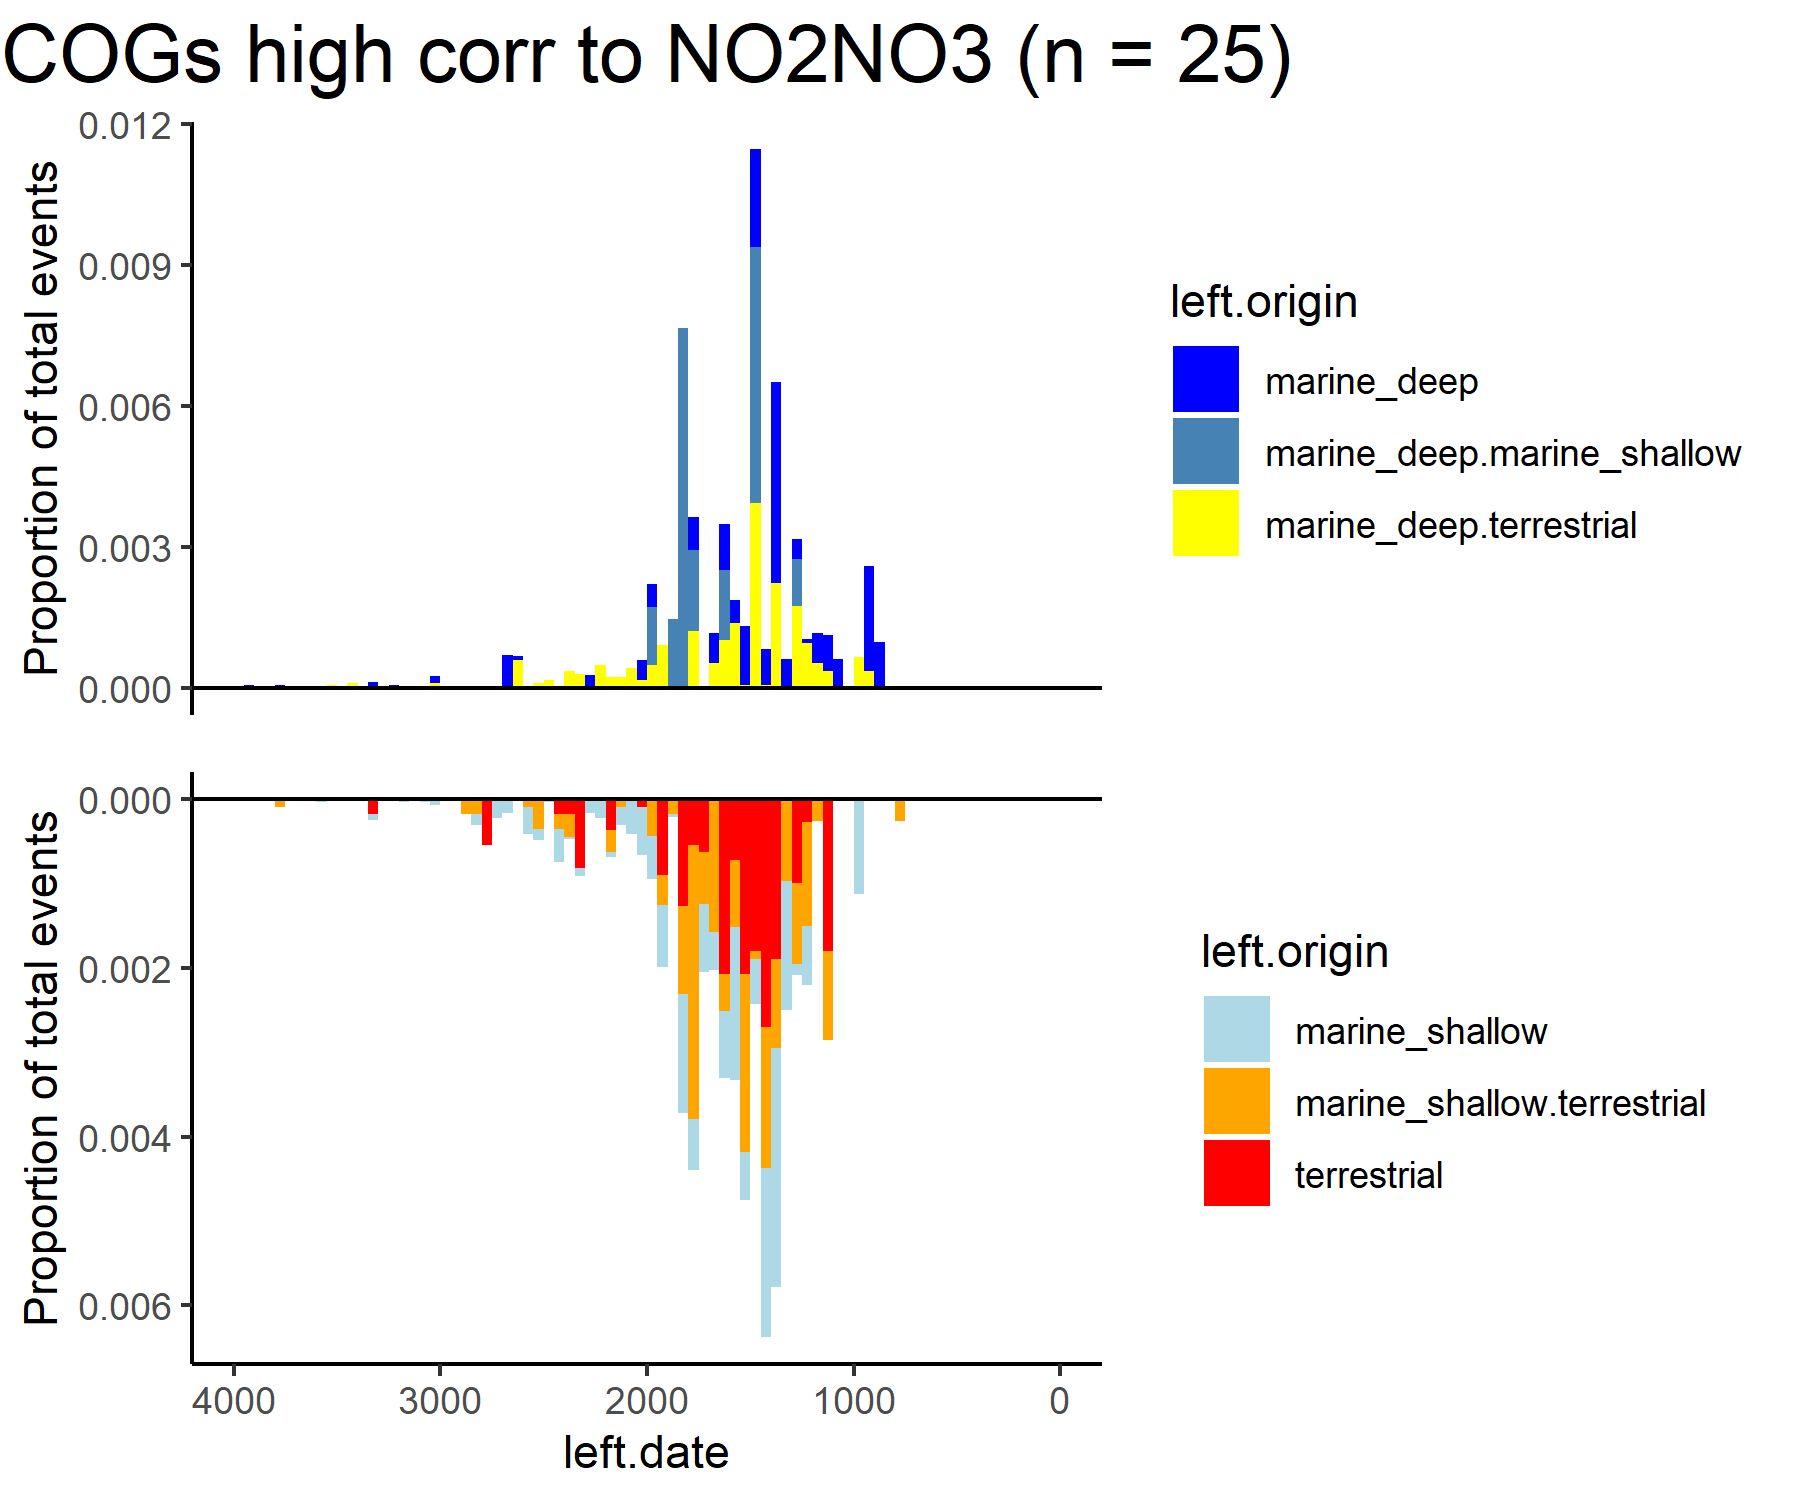 COGs high corr to NO2NO3 (n = 25)
Proportion of total events
0.012
0.009
0.006
0.003
0.000
left.origin
marine_deep
marine_deep.marine_shallow
marine_deep.terrestrial
Proportion of total events
0.000
0.002
0.004
0.006
4000 3000 2000 1000 0
left.date
left.origin
marine_shallow
marine_shallow.terrestrial
terrestrial